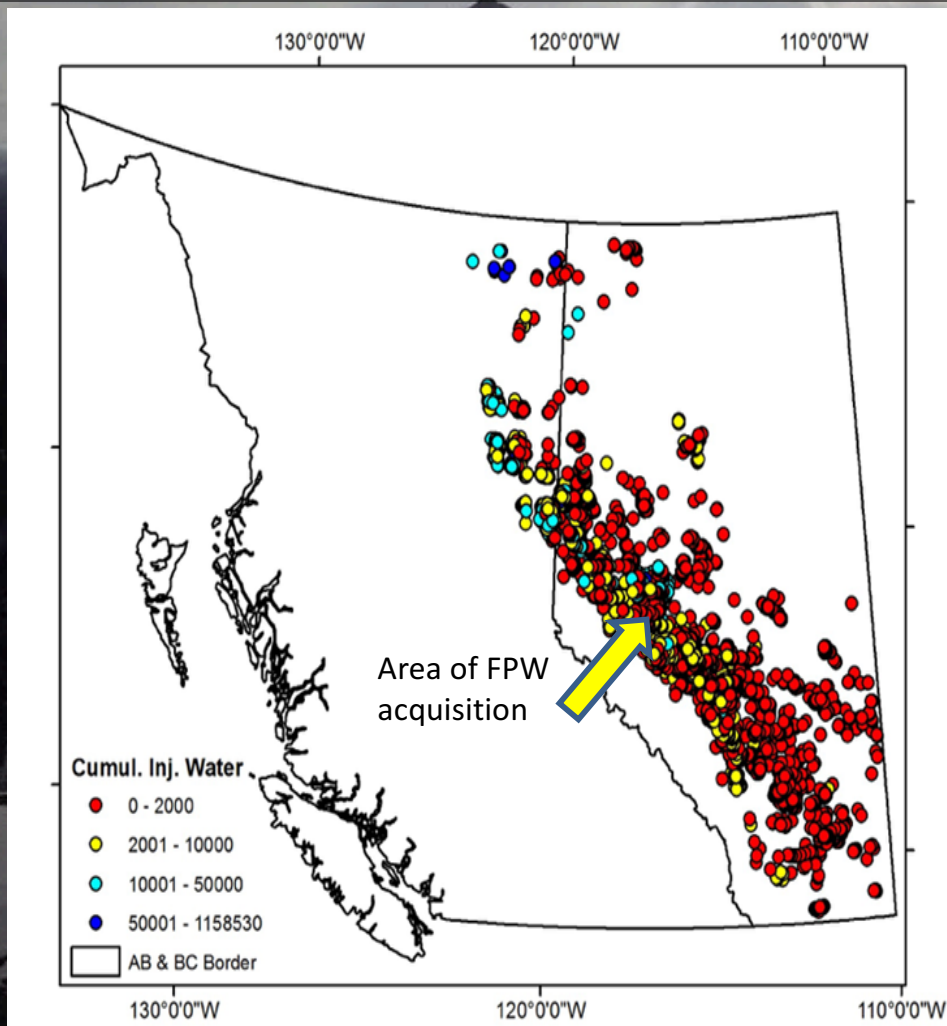 130°0'0"W 120°0'0"W 110°0'0"W
Area of FPW
acquisition
Cumul. Inj. Water
0 - 2000
2001 - 10000
10001 - 50000
50001 - 1158530
AB & BC Border
130°0'0"W 120°0'0"W 110°0'0"W